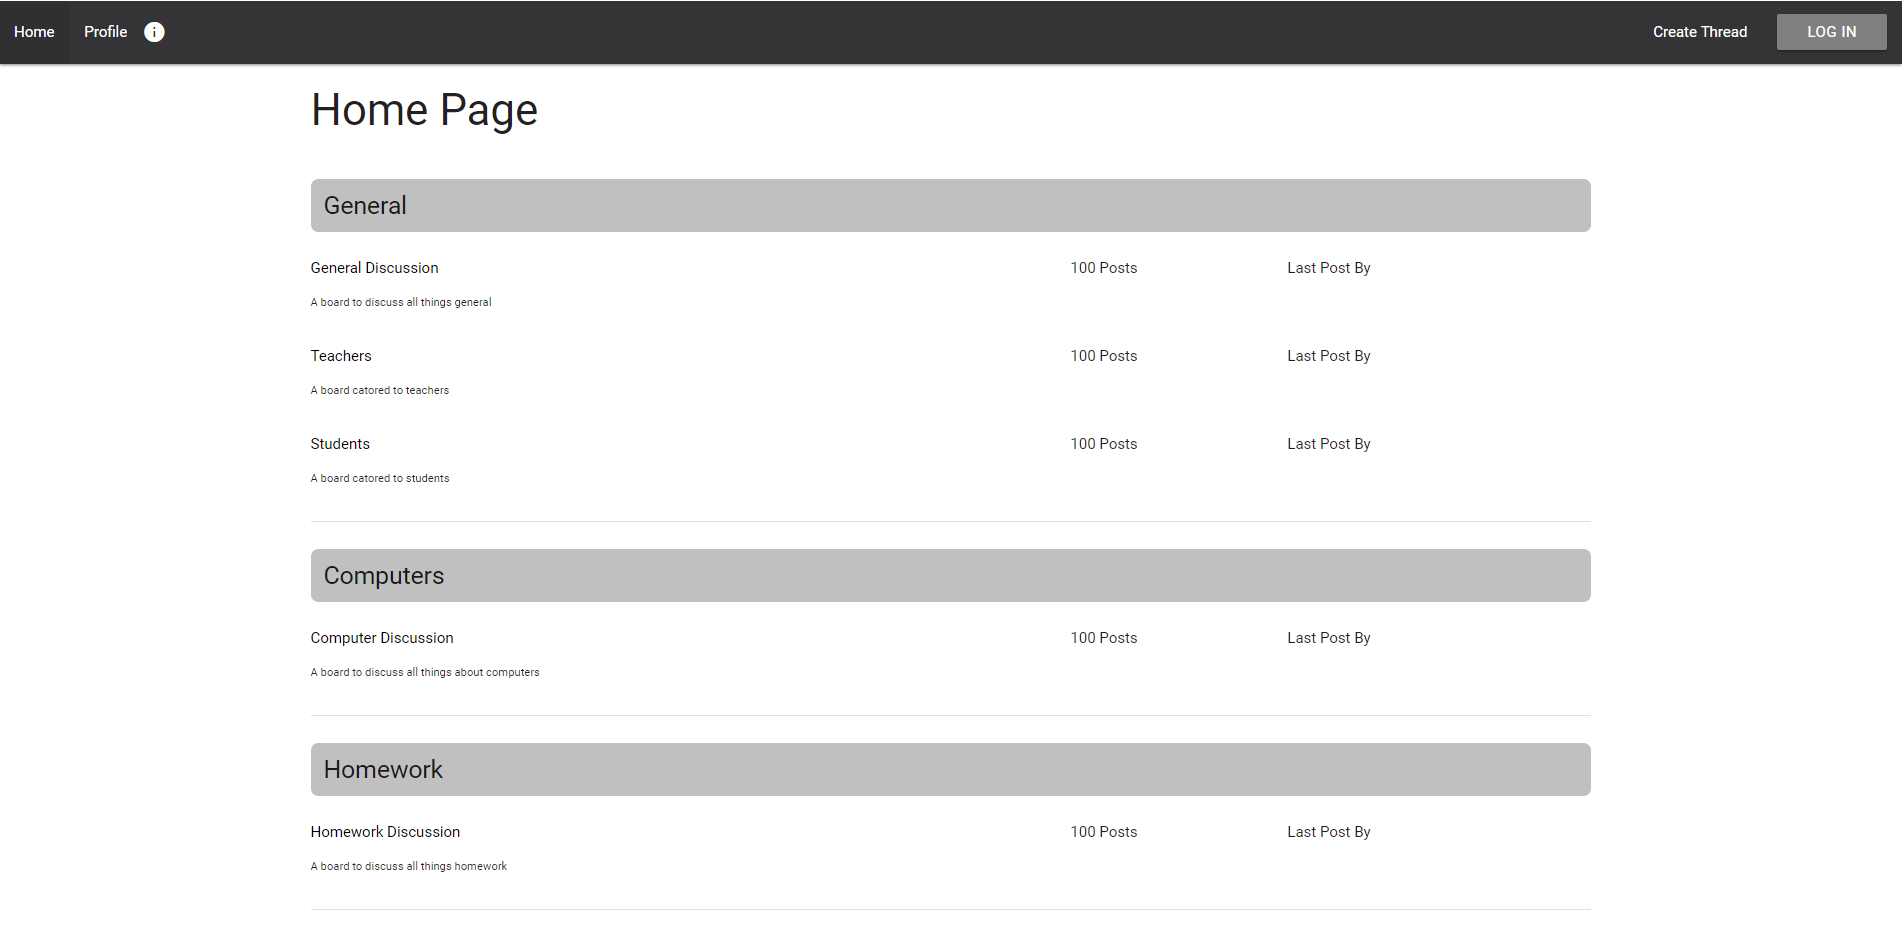 Home Profile i Create Thread LOG IN
Home Page
General
General Discussion 100 Posts Last Post By
A board to discuss all things general
Teachers 100 Posts Last Post By
A board catored to teachers
Students 100 Posts Last Post By
A board catored to students
Computers
Computer Discussion 100 Posts Last Post By
A board to discuss all things about computers
Homework
Homework Discussion 100 Posts Last Post By
A board to discuss all things homework